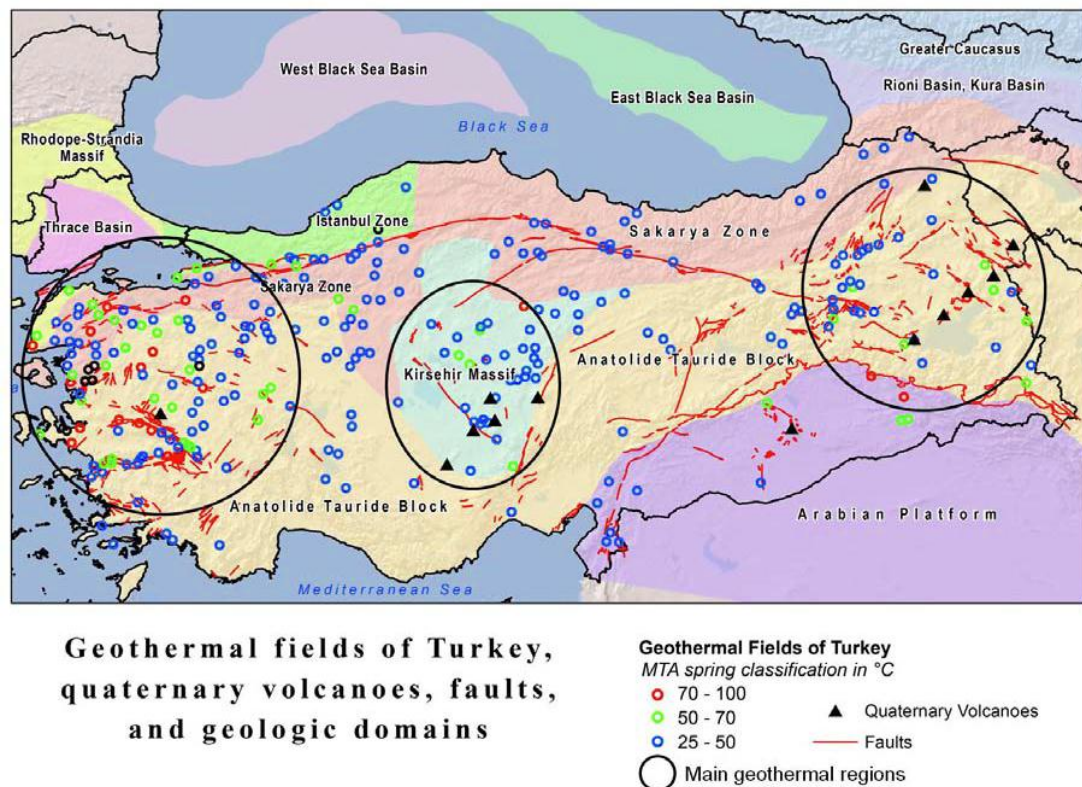 Greater Caucasus
West Black Sea Basin
Rioni Basin, Kura Basin
East Black Sea Basin
Black Sea
Rhodope-Strandia
Massif
Istanbul Zone
Thrace Basin
Sakarya Zone
Sakarya Zone
Anatolide Tauride Block
Kirsehir Massif
Anatolide Tauride Block
Arabian Platform
Mediterranean Sea
Geothermal fields of Turkey,
quaternary volcanoes, faults,
and geologic domains
Geothermal Fields of Turkey
MTA spring classification in °C
70 - 100
50 - 70
25 - 50
Quaternary Volcanoes
Faults
Main geothermal regions